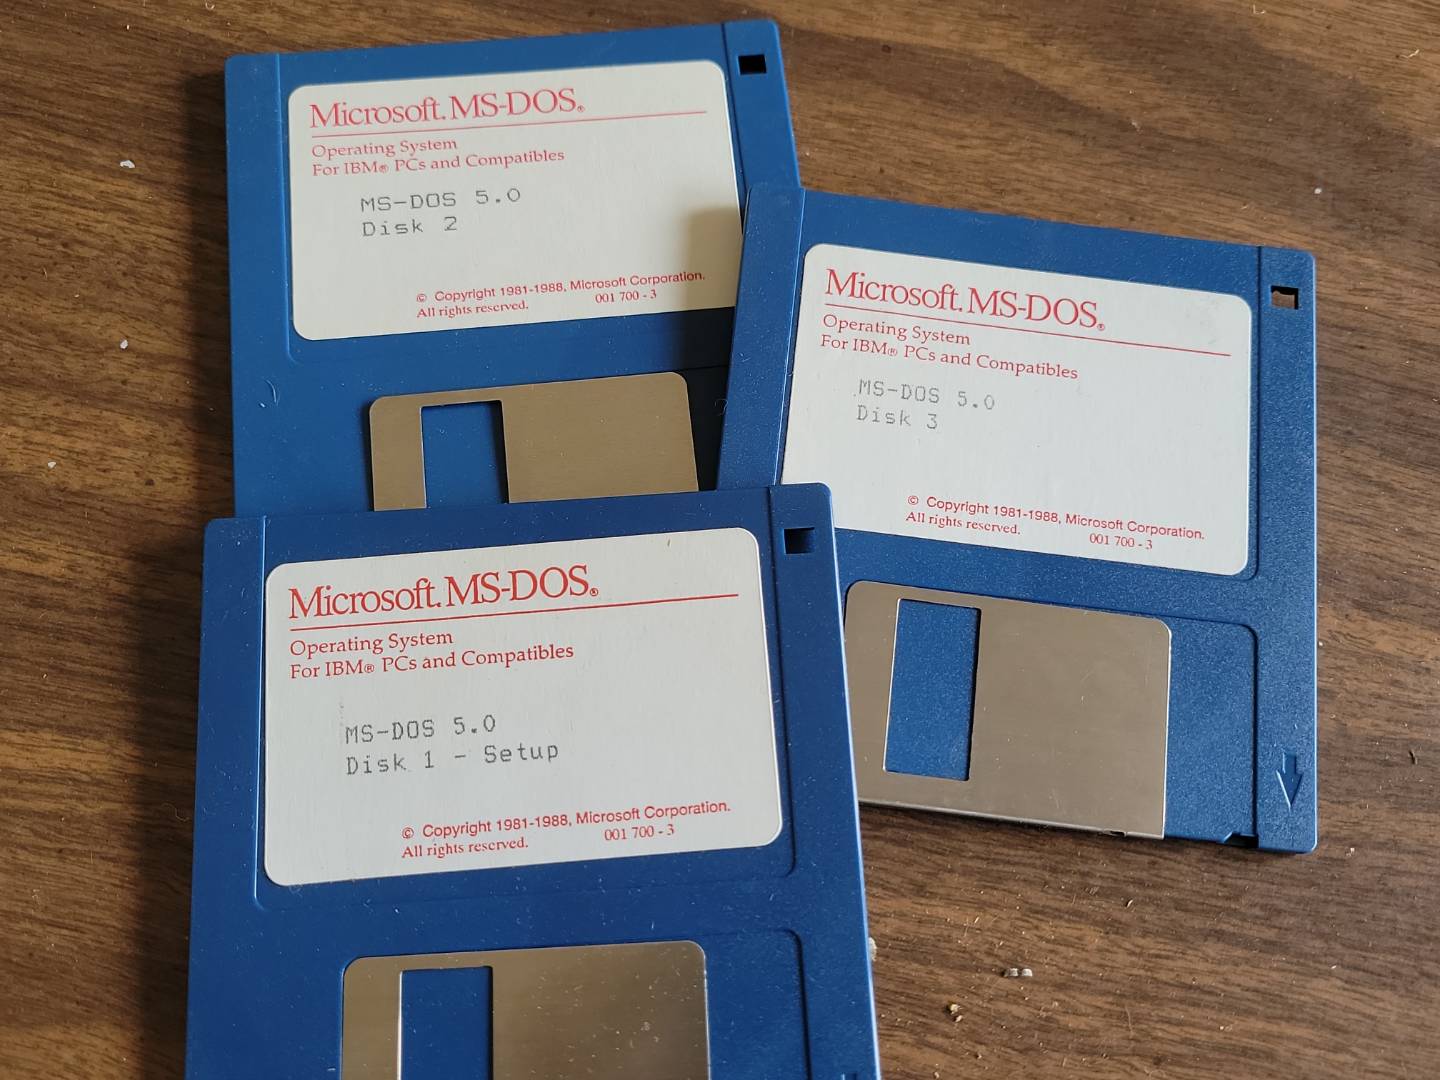 Microsoft. MS-DOS®
Operating System
For IBM® PCs and Compatibles
MS-DOS 5.0
Disk 2
© Copyright 1981-1988, Microsoft Corporation.
All rights reserved. 001 700 - 3
Microsoft. MS-DOS®
Operating System
For IBM® PCs and Compatibles
MS-DOS 5.0
Disk 3
© Copyright 1981-1988, Microsoft Corporation.
All rights reserved. 001 700 - 3
Microsoft. MS-DOS®
Operating System
For IBM® PCs and Compatibles
MS-DOS 5.0
Disk 1 - Setup
© Copyright 1981-1988, Microsoft Corporation.
All rights reserved. 001 700 - 3